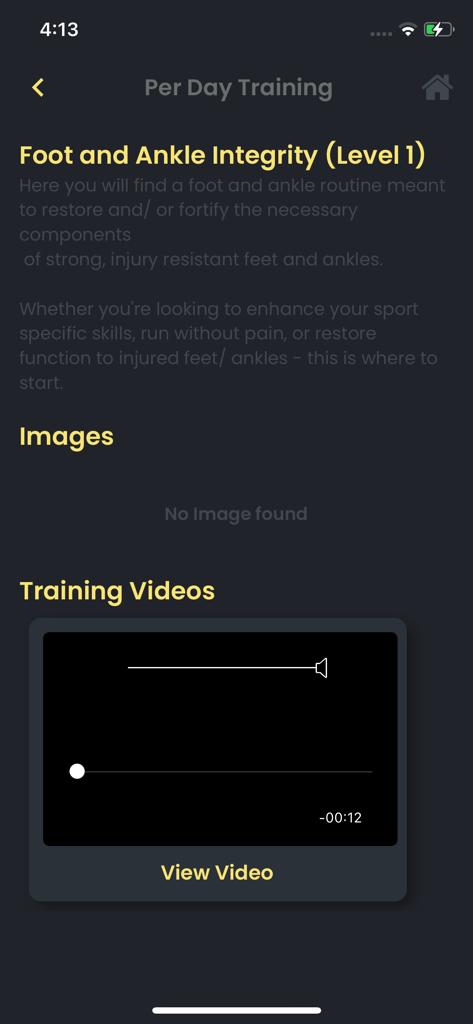 4:13
Per Day Training
Foot and Ankle Integrity (Level 1)
Here you will find a foot and ankle routine meant
to restore and/ or fortify the necessary
components
of strong, injury resistant feet and ankles.
Whether you're looking to enhance your sport
specific skills, run without pain, or restore
function to injured feet/ ankles - this is where to
start.
Images
No Image found
Training Videos
-00:12
View Video